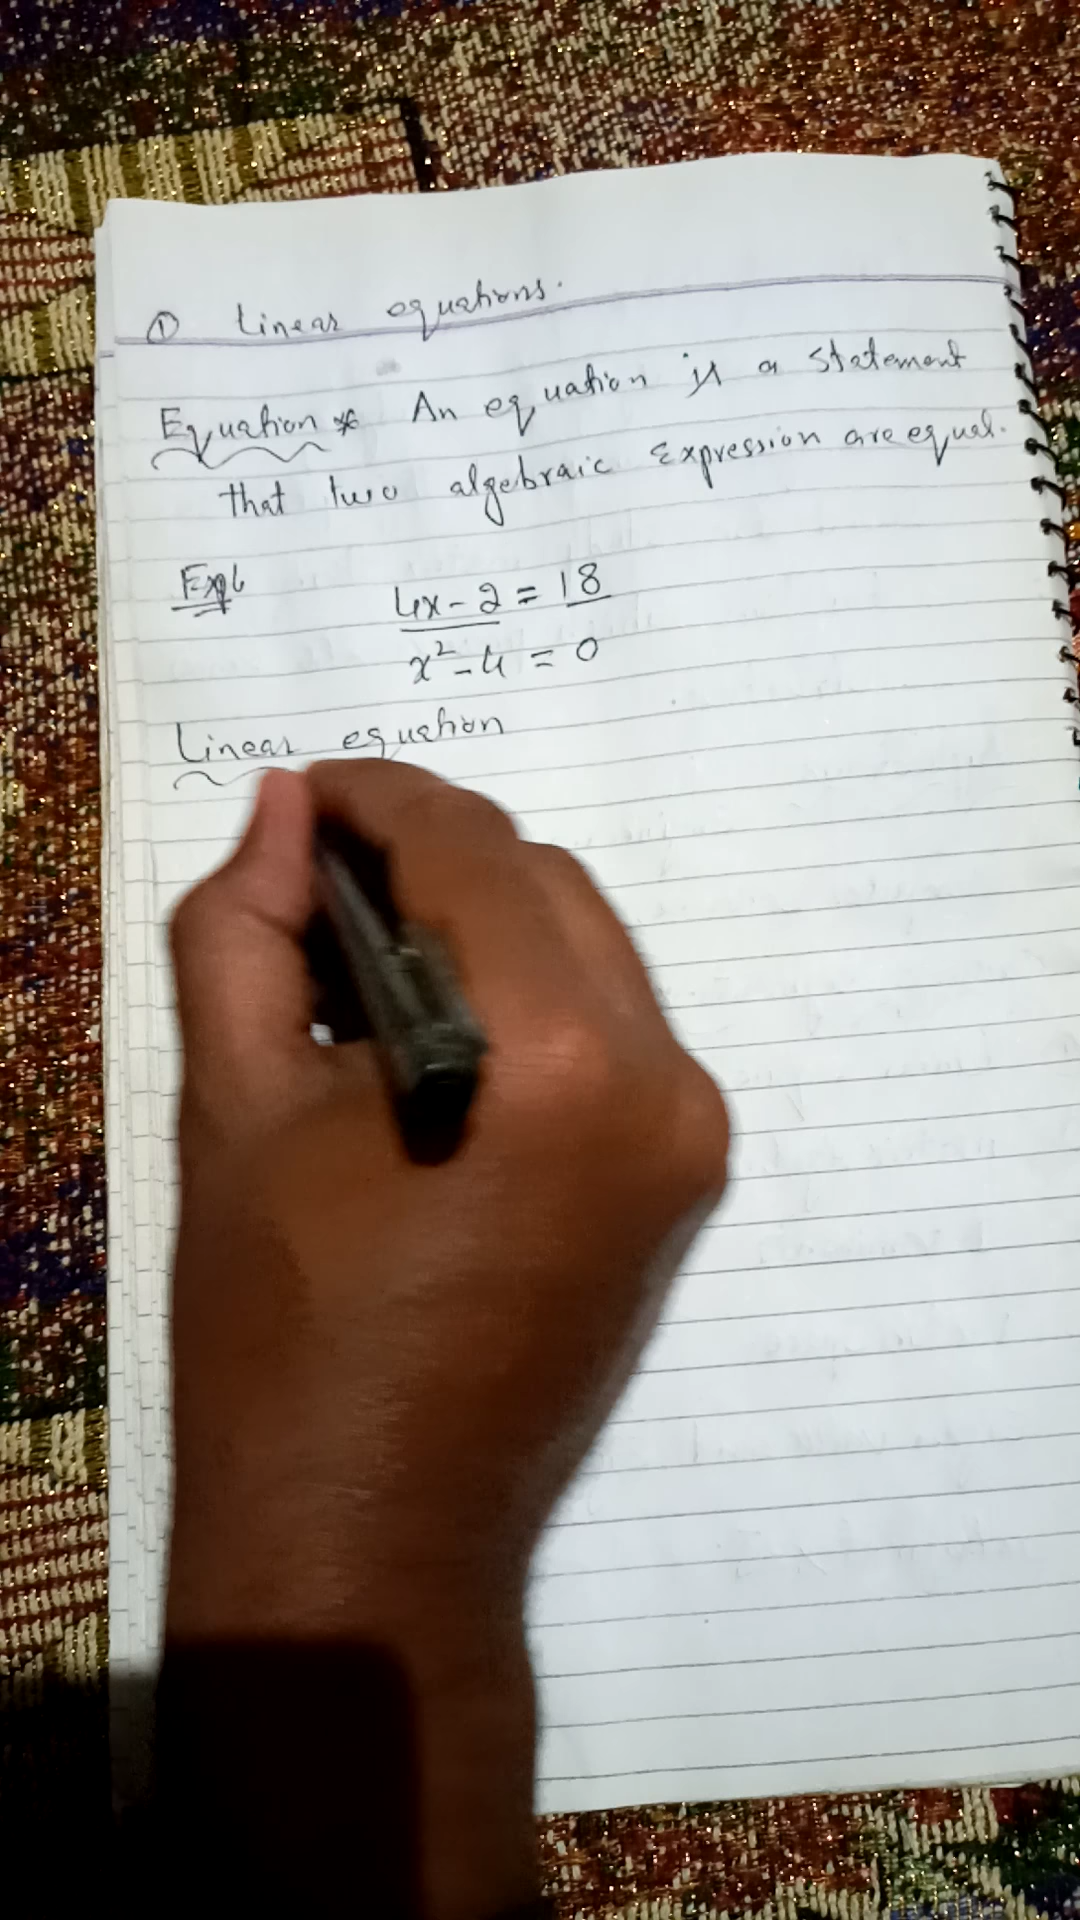 ① Linear equations.
Equation * An equation is a statement
that two algebraic Expression are equal.
4x - 2 = 18
x² - 4 = 0
Linear equation